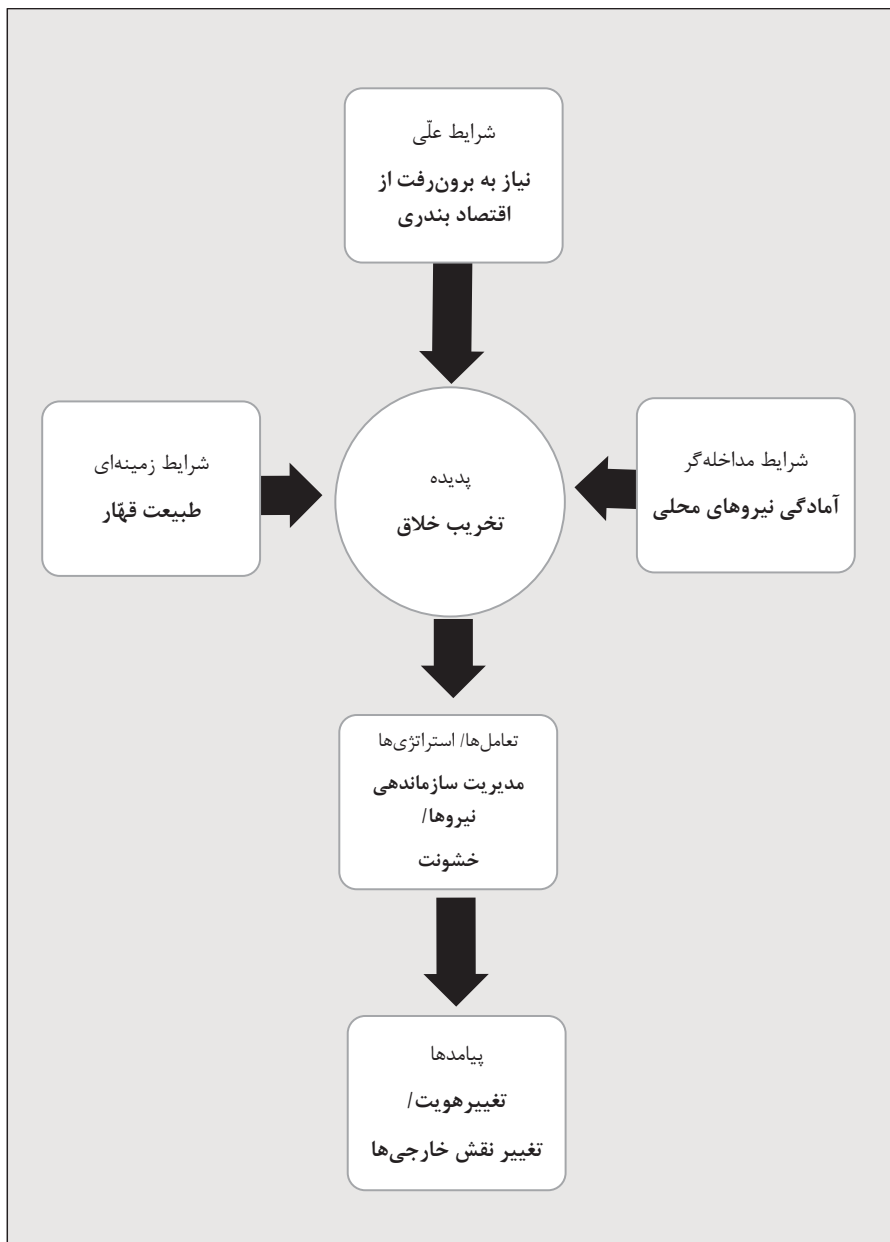 شرایط علّی
نیاز به برون‌رفت از
اقتصاد بندری
شرایط مداخله‌گر
آمادگی نیروهای محلی
پدیده
تخریب خلاق
شرایط زمینه‌ای
طبیعت قهّار
تعامل‌ها/ استراتژی‌ها
مدیریت سازماندهی
نیروها/
خشونت
پیامدها
تغییرهویت/
تغییر نقش خارجی‌ها